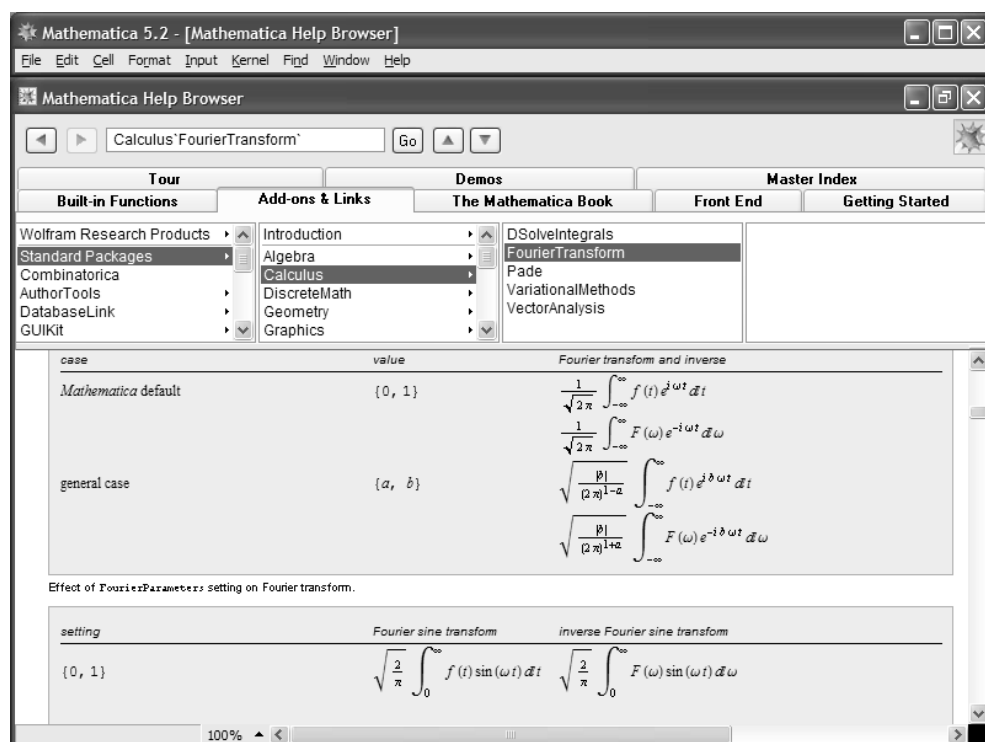 Mathematica 5.2 - [Mathematica Help Browser]
File Edit Cell Format Input Kernel Find Window Help
Mathematica Help Browser
Calculus`FourierTransform` Go
Tour Demos Master Index
Built-in Functions Add-ons & Links The Mathematica Book Front End Getting Started
Wolfram Research Products Introduction DSolveIntegrals
Standard Packages Algebra FourierTransform
Combinatorica Calculus Pade
AuthorTools DiscreteMath VariationalMethods
DatabaseLink Geometry VectorAnalysis
GUIKit Graphics
case value Fourier transform and inverse
Mathematica default {0, 1} 1/√(2π) ∫_{-∞}^{∞} f(t) e^{iωt} dt
1/√(2π) ∫_{-∞}^{∞} F(ω) e^{-iωt} dω
general case {a, b} √(|b|/(2π)^{1-a}) ∫_{-∞}^{∞} f(t) e^{ibωt} dt
√(|b|/(2π)^{1+a}) ∫_{-∞}^{∞} F(ω) e^{-ibωt} dω
Effect of FourierParameters setting on Fourier transform.
setting Fourier sine transform inverse Fourier sine transform
{0, 1} √(2/π) ∫_0^∞ f(t) sin(ωt) dt √(2/π) ∫_0^∞ F(ω) sin(ωt) dω
100%